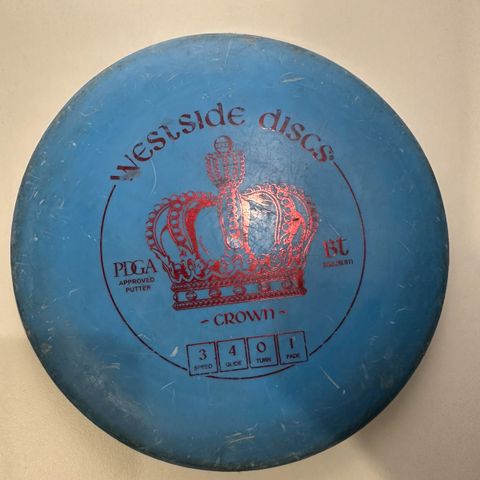 Westside Discs
PDGA
APPROVED
PUTTER
Bt
- CROWN -
3 4 0 1
SPEED GLIDE TURN FADE